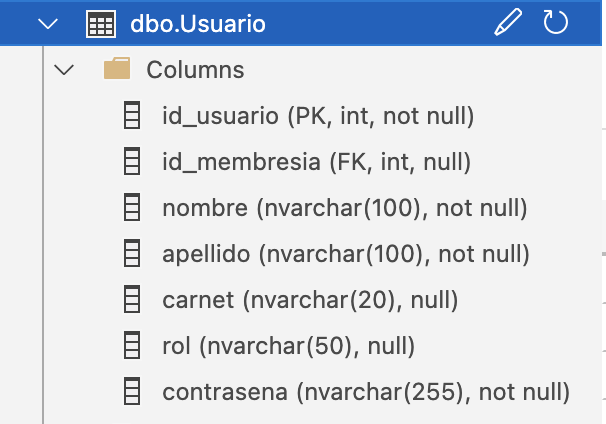 dbo.Usuario
Columns
id_usuario (PK, int, not null)
id_membresia (FK, int, null)
nombre (nvarchar(100), not null)
apellido (nvarchar(100), not null)
carnet (nvarchar(20), null)
rol (nvarchar(50), null)
contrasena (nvarchar(255), not null)